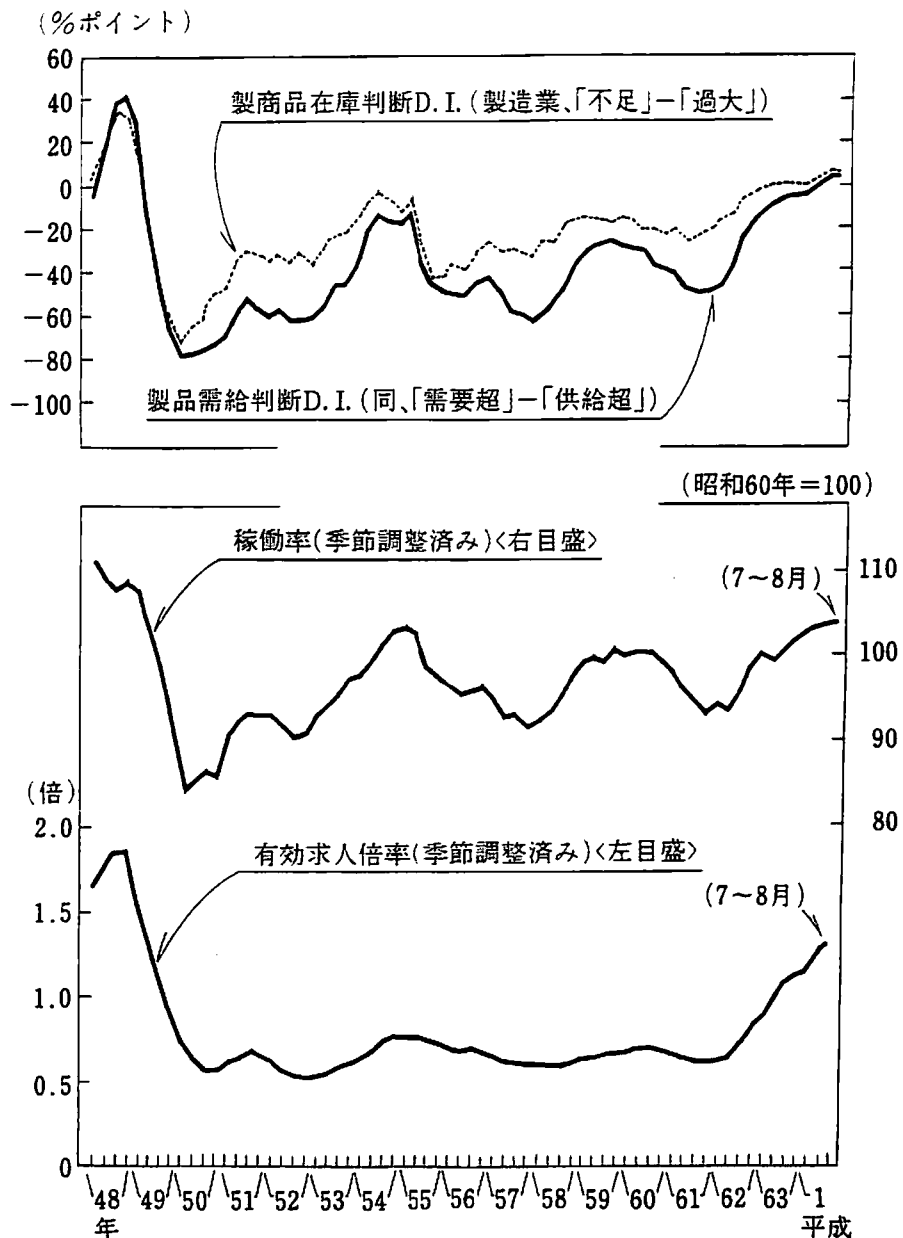 (%ポイント)
60
40
20
0
-20
-40
-60
-80
-100
製商品在庫判断D.I.(製造業、「不足」-「過大」)
製品需給判断D.I.(同、「需要超」-「供給超」)
(昭和60年=100)
稼働率(季節調整済み)<右目盛>
(7~8月)
110
100
90
80
(倍)
2.0
1.5
1.0
0.5
0
有効求人倍率(季節調整済み)<左目盛>
(7~8月)
48 49 50 51 52 53 54 55 56 57 58 59 60 61 62 63 1
年 平成